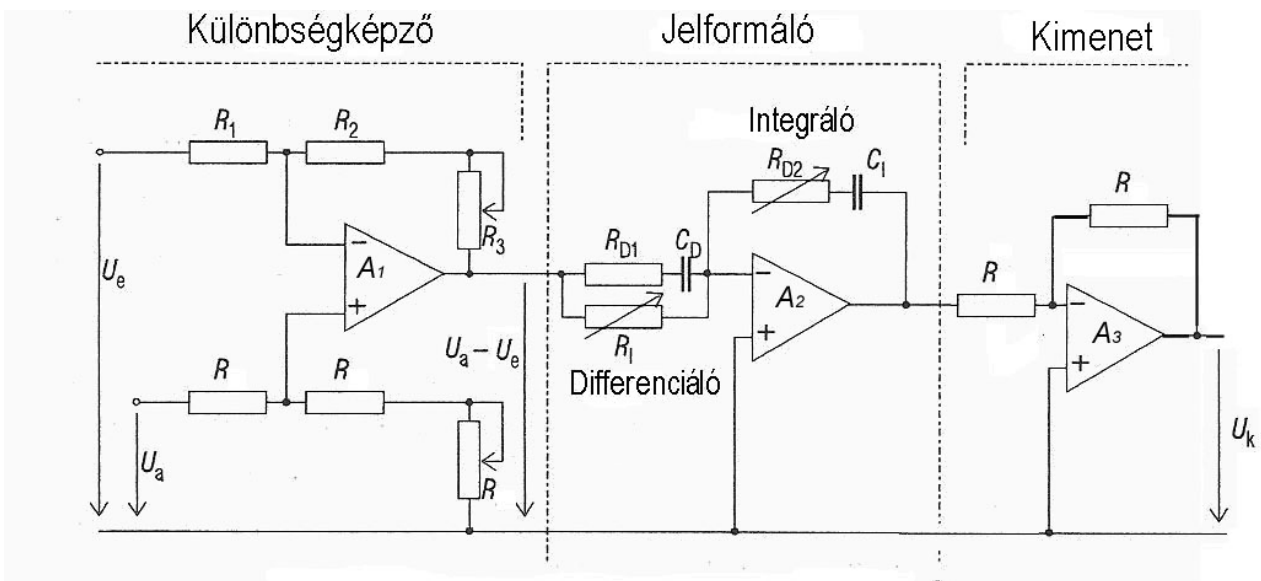 Különbségképző
Jelformáló
Kimenet
R1
R2
R3
Ue
A1
−
+
R
R
R
Ua
Ua – Ue
Integráló
RD2
CI
RD1
CD
RI
Differenciáló
A2
−
+
R
R
A3
−
+
Uk